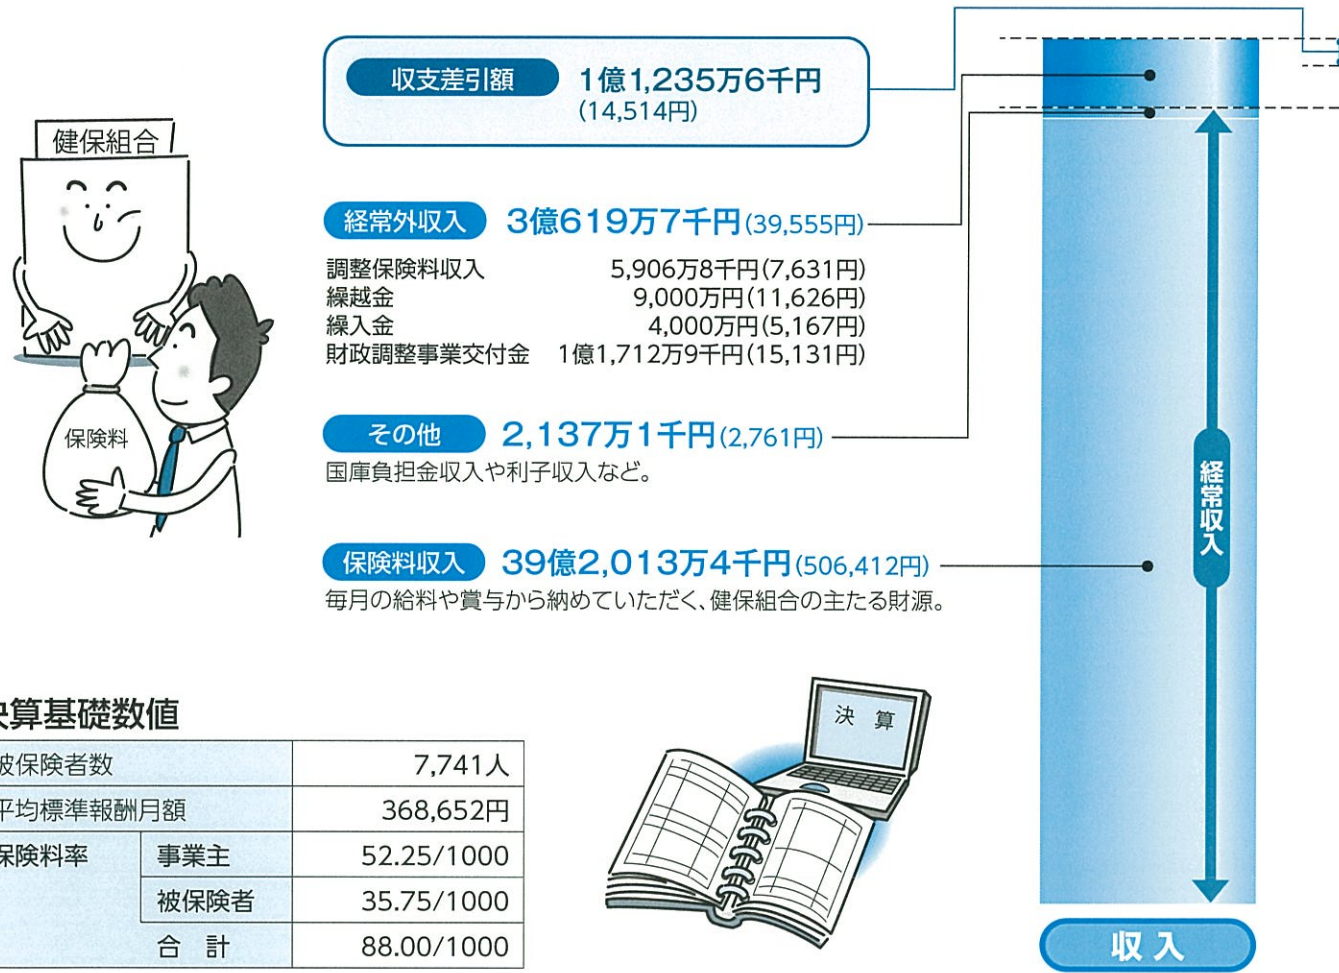 収支差引額 1億1,235万6千円
(14,514円)
健保組合
保険料
経常外収入 3億619万7千円(39,555円)
調整保険料収入 5,906万8千円(7,631円)
繰越金 9,000万円(11,626円)
繰入金 4,000万円(5,167円)
財政調整事業交付金 1億1,712万9千円(15,131円)
その他 2,137万1千円(2,761円)
国庫負担金収入や利子収入など。
保険料収入 39億2,013万4千円(506,412円)
毎月の給料や賞与から納めていただく、健保組合の主たる財源。
経常収入
収入
決算基礎数値
被保険者数 7,741人
平均標準報酬月額 368,652円
保険料率 事業主 52.25/1000
被保険者 35.75/1000
合 計 88.00/1000
決 算